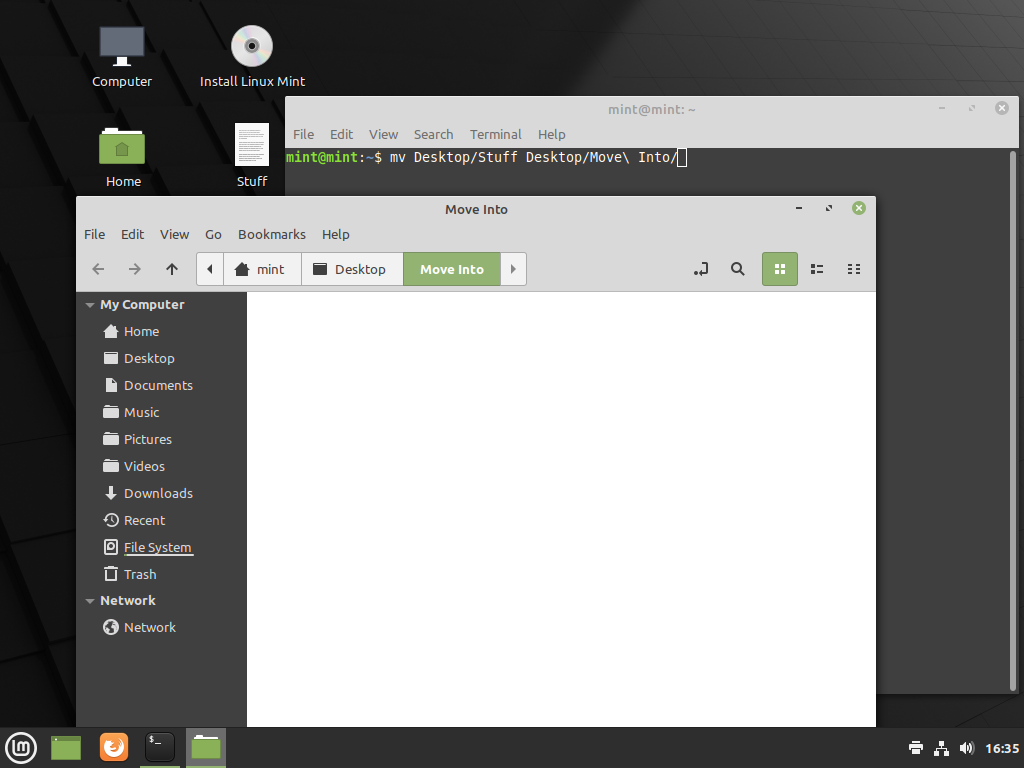 Computer
Install Linux Mint
Home
Stuff
mint@mint: ~
File Edit View Search Terminal Help
mint@mint:~$ mv Desktop/Stuff Desktop/Move\ Into/
Move Into
File Edit View Go Bookmarks Help
mint Desktop Move Into
My Computer
Home
Desktop
Documents
Music
Pictures
Videos
Downloads
Recent
File System
Trash
Network
Network
$_
16:35